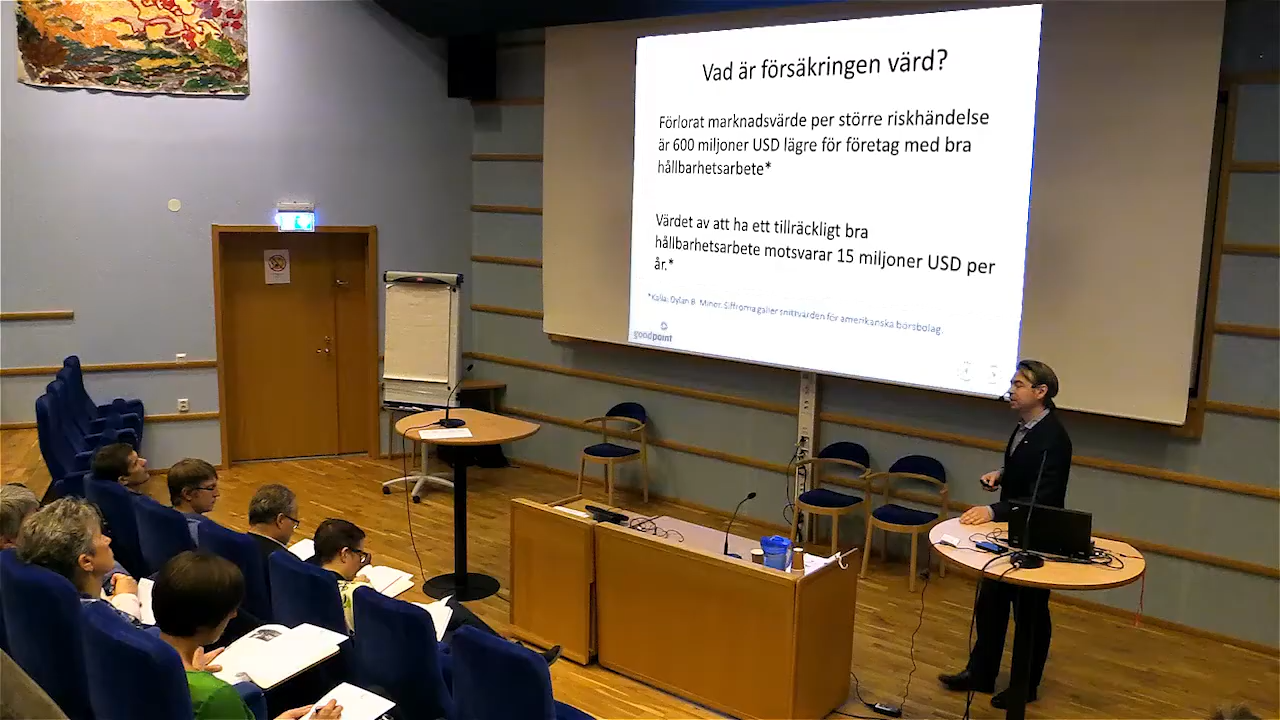 Vad är försäkringen värd?
Förlorat marknadsvärde per större riskhändelse
är 600 miljoner USD lägre för företag med bra
hållbarhetsarbete*
Värdet av att ha ett tillräckligt bra
hållbarhetsarbete motsvarar 15 miljoner USD per
år.*
*Källa: Dylan B. Minor. Siffrorna gäller snittvärden för amerikanska börsbolag.
goodpoint